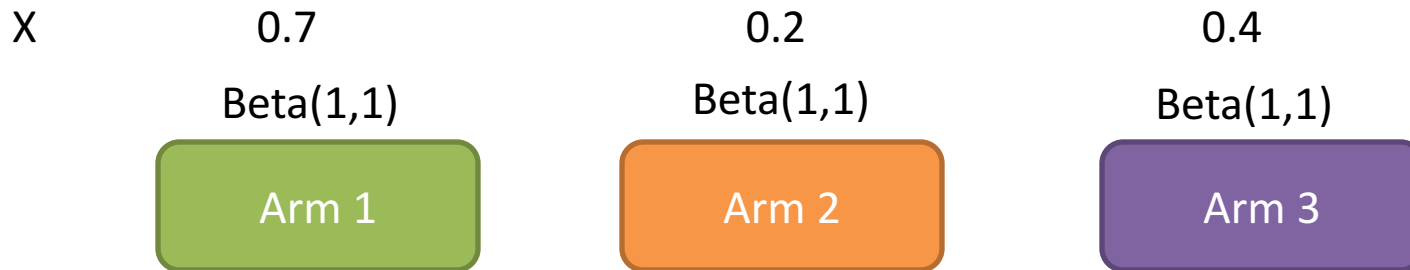 X 0.7 0.2 0.4
Beta(1,1) Beta(1,1) Beta(1,1)
Arm 1 Arm 2 Arm 3